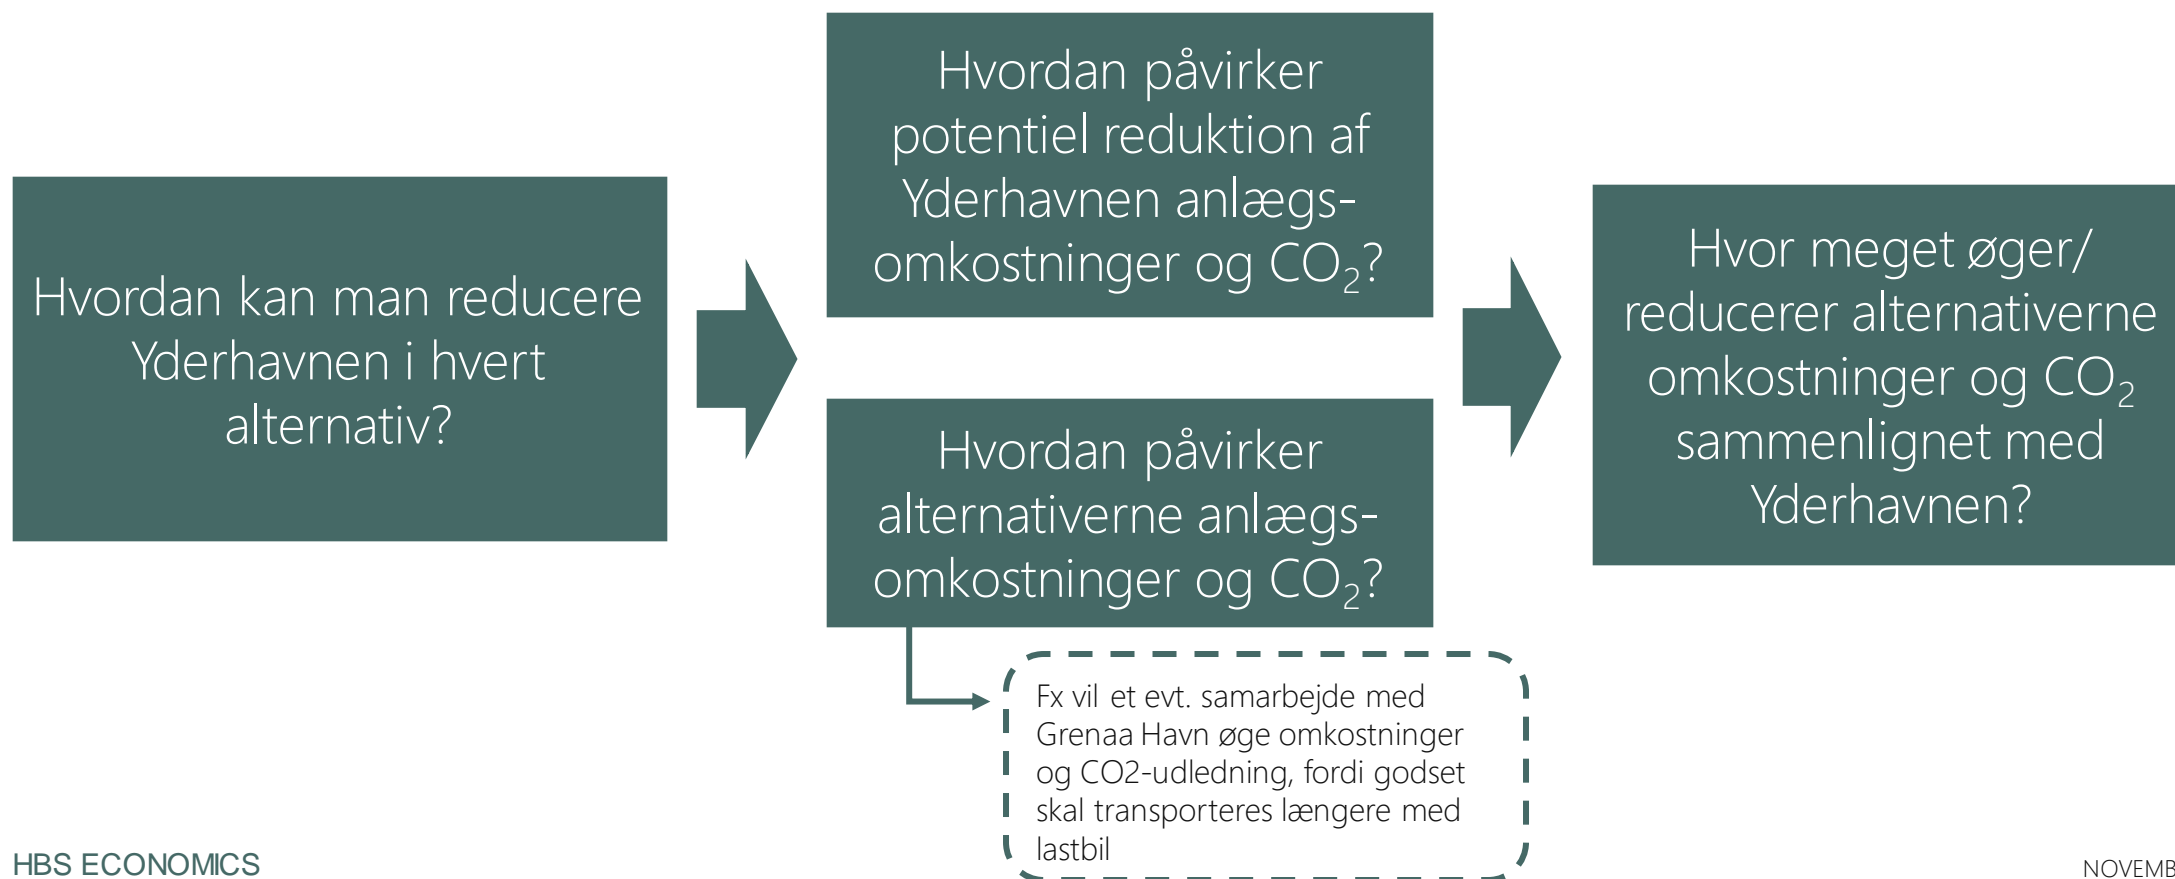 Hvordan kan man reducere
Yderhavnen i hvert
alternativ?
Hvordan påvirker
potentiel reduktion af
Yderhavnen anlægs-
omkostninger og CO₂?
Hvordan påvirker
alternativerne anlægs-
omkostninger og CO₂?
Fx vil et evt. samarbejde med
Grenaa Havn øge omkostninger
og CO2-udledning, fordi godset
skal transporteres længere med
lastbil
Hvor meget øger/
reducerer alternativerne
omkostninger og CO₂
sammenlignet med
Yderhavnen?
HBS ECONOMICS
NOVEMB